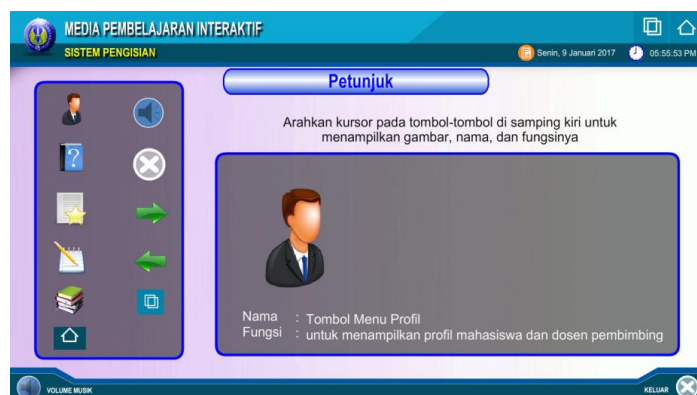 MEDIA PEMBELAJARAN INTERAKTIF
SISTEM PENGISIAN
Senin, 9 Januari 2017
05:55:53 PM
Petunjuk
Arahkan kursor pada tombol-tombol di samping kiri untuk
menampilkan gambar, nama, dan fungsinya
Nama : Tombol Menu Profil
Fungsi : untuk menampilkan profil mahasiswa dan dosen pembimbing
VOLUME MUSIK
KELUAR